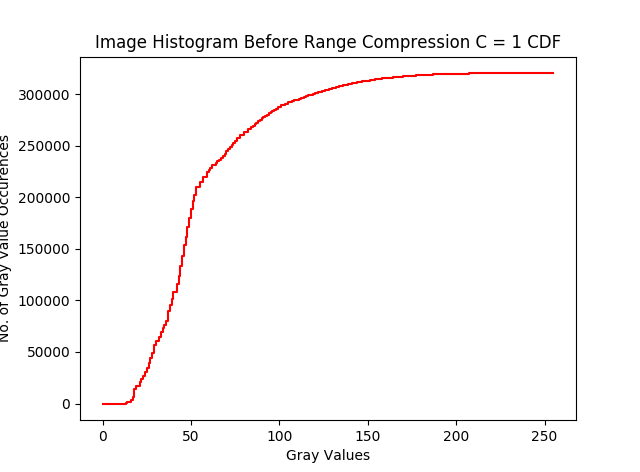 Image Histogram Before Range Compression C = 1 CDF
300000
250000
200000
150000
100000
50000
0
No. of Gray Value Occurences
0 50 100 150 200 250
Gray Values